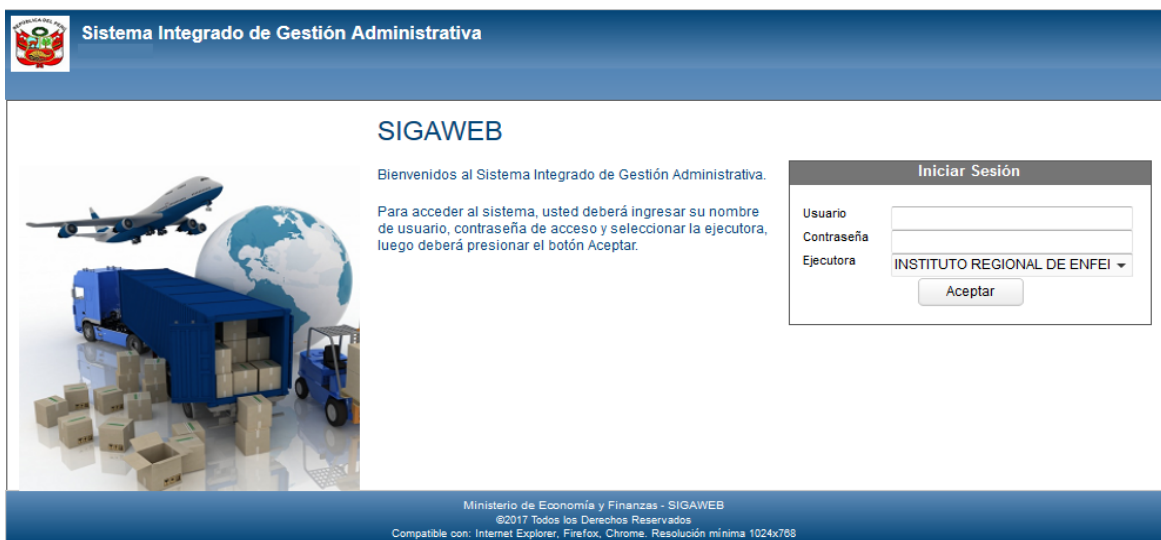 REPÚBLICA DEL PERÚ
Sistema Integrado de Gestión Administrativa
SIGAWEB
Bienvenidos al Sistema Integrado de Gestión Administrativa.
Para acceder al sistema, usted deberá ingresar su nombre
de usuario, contraseña de acceso y seleccionar la ejecutora,
luego deberá presionar el botón Aceptar.
Iniciar Sesión
Usuario
Contraseña
Ejecutora INSTITUTO REGIONAL DE ENFEI
Aceptar
Ministerio de Economía y Finanzas - SIGAWEB
©2017 Todos los Derechos Reservados
Compatible con: Internet Explorer, Firefox, Chrome. Resolución mínima 1024x768